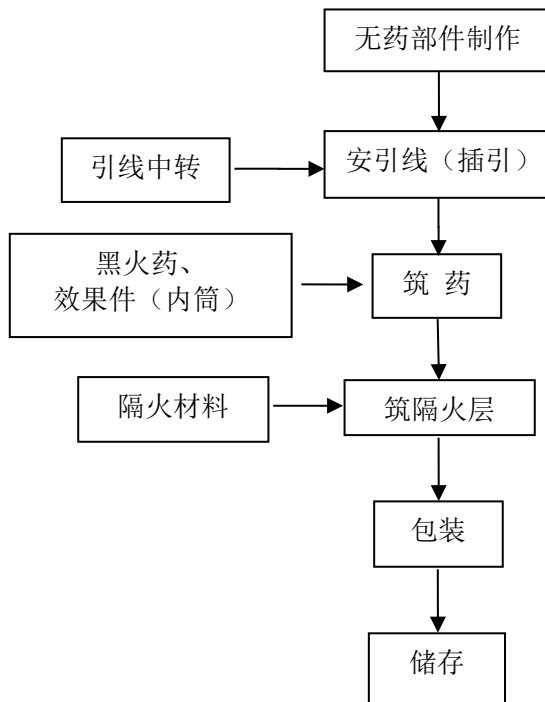 无药部件制作
引线中转
安引线（插引）
黑火药、
效果件（内筒）
筑 药
隔火材料
筑隔火层
包装
储存